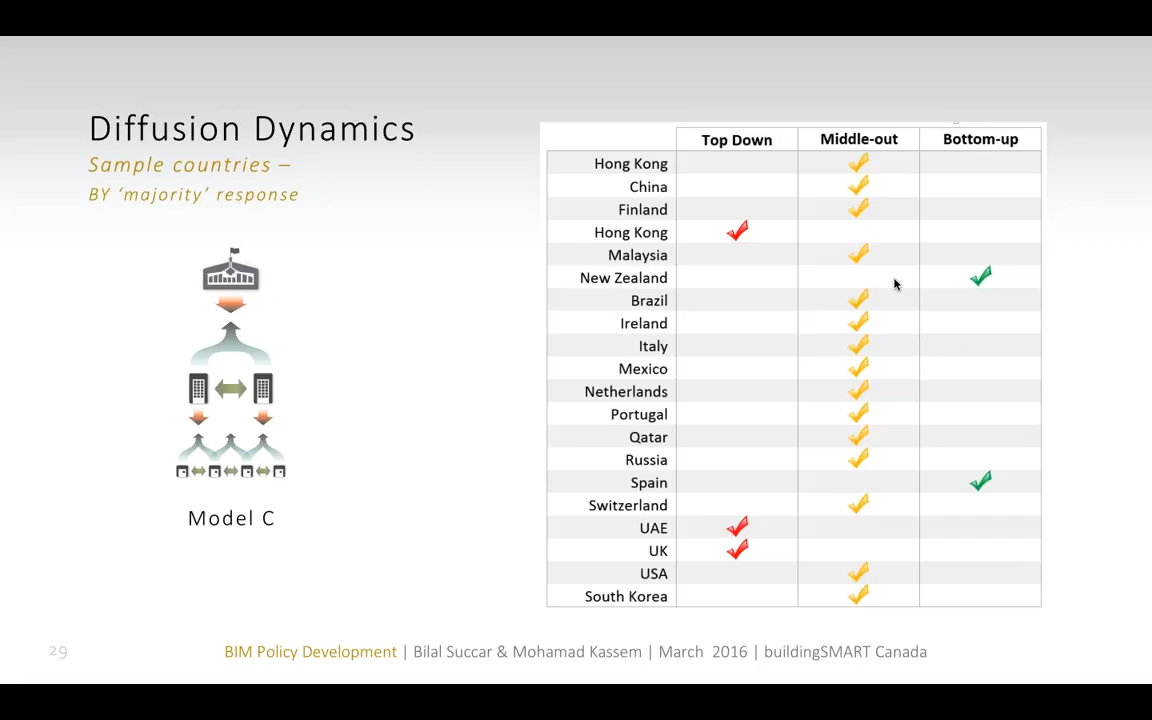 Diffusion Dynamics
Sample countries –
BY ‘majority’ response
Model C
Top Down Middle-out Bottom-up
Hong Kong
China
Finland
Hong Kong
Malaysia
New Zealand
Brazil
Ireland
Italy
Mexico
Netherlands
Portugal
Qatar
Russia
Spain
Switzerland
UAE
UK
USA
South Korea
29
BIM Policy Development | Bilal Succar & Mohamad Kassem | March 2016 | buildingSMART Canada